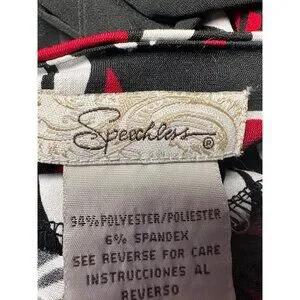 Speechless®
94% POLYESTER/POLIESTER
6% SPANDEX
SEE REVERSE FOR CARE
INSTRUCCIONES AL
REVERSO